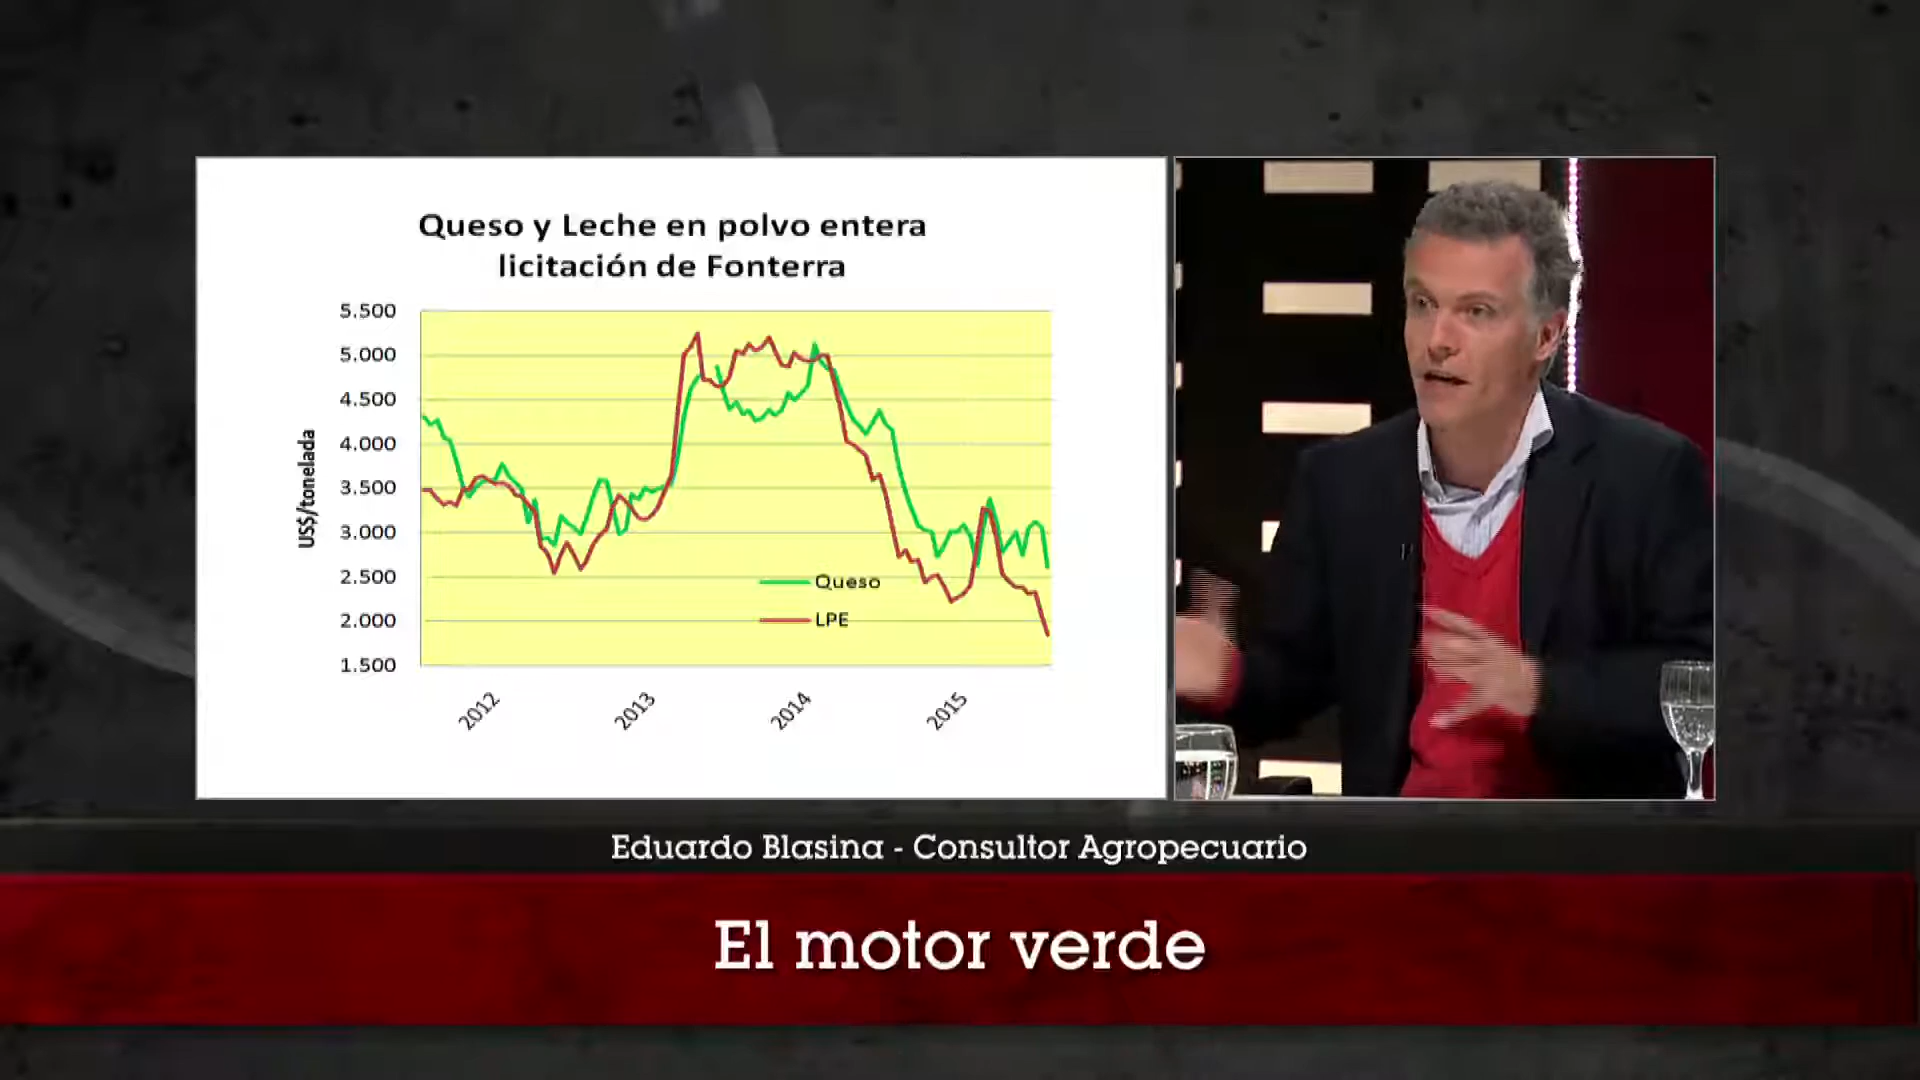 Queso y Leche en polvo entera
licitación de Fonterra
US$/tonelada
5.500
5.000
4.500
4.000
3.500
3.000
2.500
2.000
1.500
Queso
LPE
2012
2013
2014
2015
Eduardo Blasina - Consultor Agropecuario
El motor verde